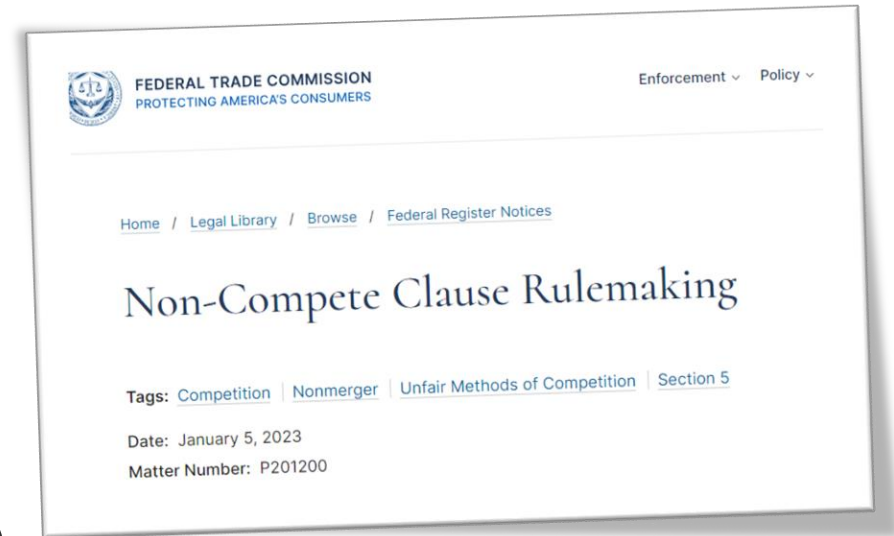 FEDERAL TRADE COMMISSION
PROTECTING AMERICA'S CONSUMERS
Enforcement Policy
Home / Legal Library / Browse / Federal Register Notices
Non-Compete Clause Rulemaking
Tags: Competition | Nonmerger | Unfair Methods of Competition | Section 5
Date: January 5, 2023
Matter Number: P201200